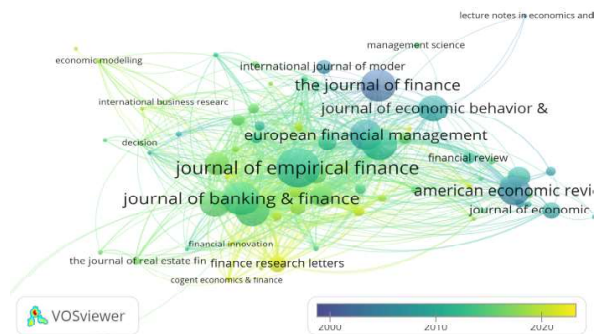 lecture notes in economics and
management science
economic modelling
international journal of moder
the journal of finance
international business researc
journal of economic behavior &
european financial management
decision
financial review
journal of empirical finance
american economic revie
journal of banking & finance
journal of economic
financial innovation
the journal of real estate fin
finance research letters
cogent economics & finance
VOSviewer
2000
2010
2020